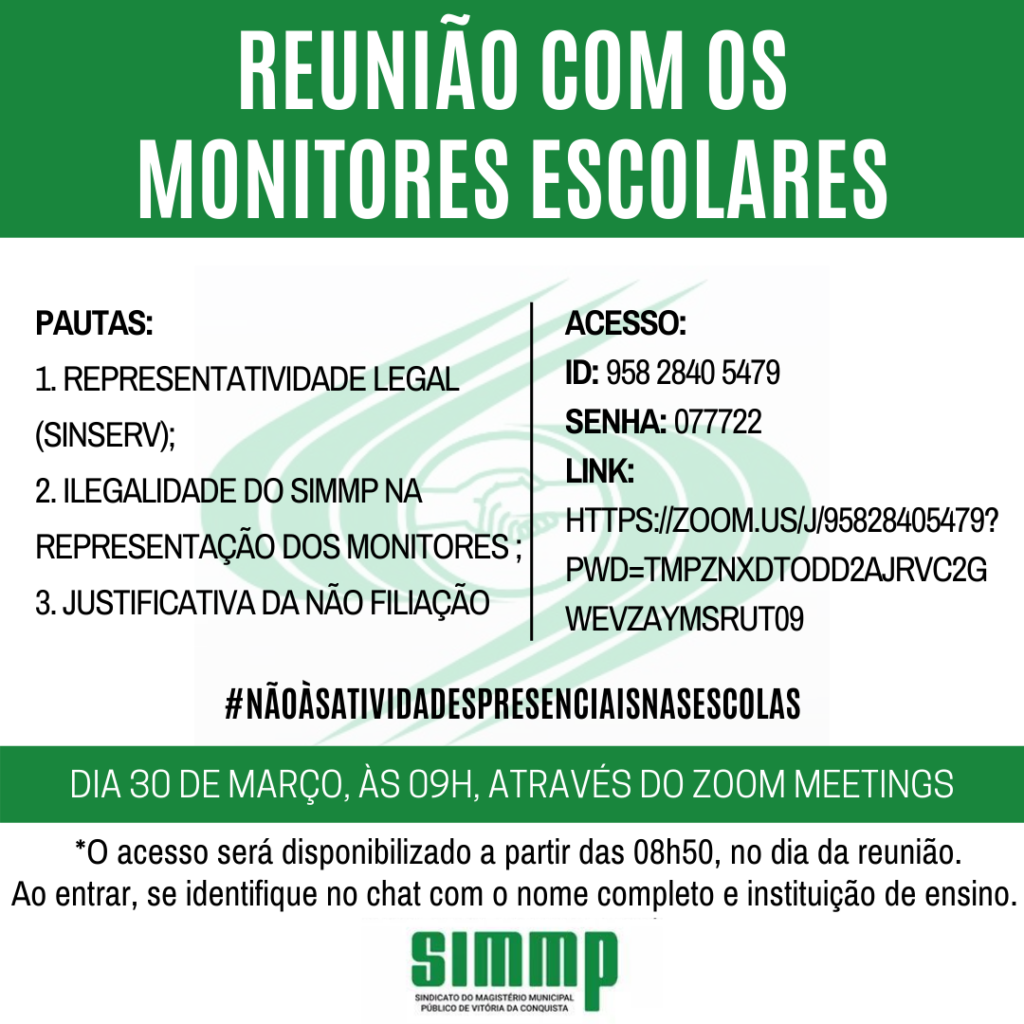 REUNIÃO COM OS
MONITORES ESCOLARES
PAUTAS:
1. REPRESENTATIVIDADE LEGAL
(SINSERV);
2. ILEGALIDADE DO SIMMP NA
REPRESENTAÇÃO DOS MONITORES ;
3. JUSTIFICATIVA DA NÃO FILIAÇÃO
ACESSO:
ID: 958 2840 5479
SENHA: 077722
LINK:
HTTPS://ZOOM.US/J/95828405479?
PWD=TMPZNXDTODD2AJRVC2G
WEVZAYMSRUT09
#NÃOÀSATIVIDADESPRESENCIAISNASESCOLAS
DIA 30 DE MARÇO, ÀS 09H, ATRAVÉS DO ZOOM MEETINGS
*O acesso será disponibilizado a partir das 08h50, no dia da reunião.
Ao entrar, se identifique no chat com o nome completo e instituição de ensino.
simmp
SINDICATO DO MAGISTÉRIO MUNICIPAL
PÚBLICO DE VITÓRIA DA CONQUISTA